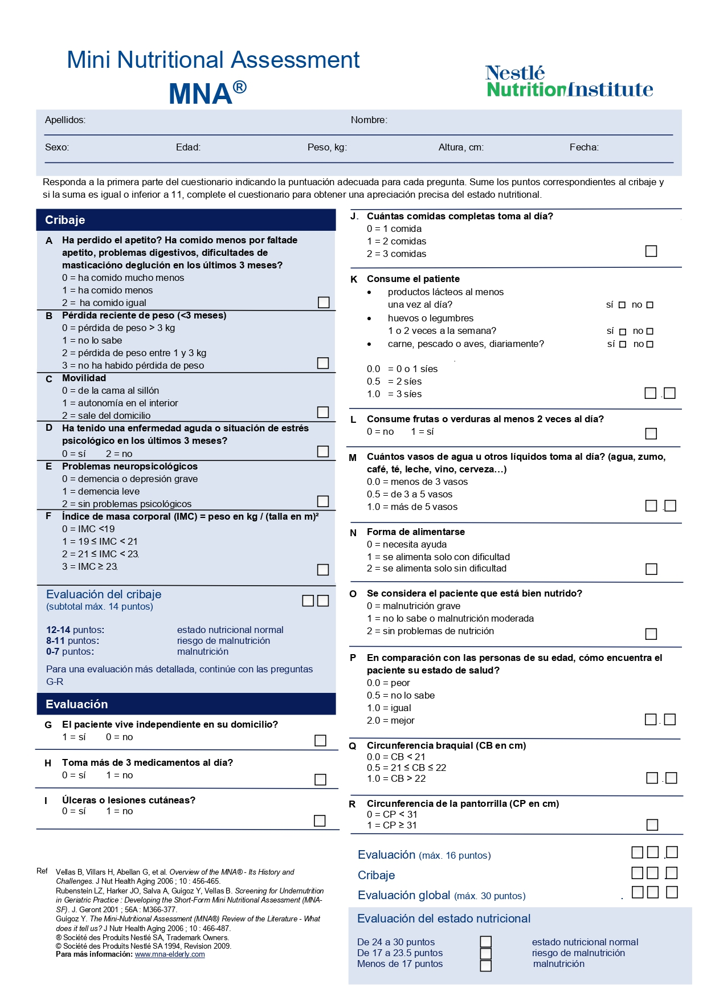 Mini Nutritional Assessment
MNA®
Nestlé
NutritionInstitute
Apellidos: Nombre:
Sexo: Edad: Peso, kg: Altura, cm: Fecha:
Responda a la primera parte del cuestionario indicando la puntuación adecuada para cada pregunta. Sume los puntos correspondientes al cribaje y
si la suma es igual o inferior a 11, complete el cuestionario para obtener una apreciación precisa del estado nutritional.
Cribaje
A Ha perdido el apetito? Ha comido menos por faltade
apetito, problemas digestivos, dificultades de
masticacióno deglución en los últimos 3 meses?
0 = ha comido mucho menos
1 = ha comido menos
2 = ha comido igual
B Pérdida reciente de peso (<3 meses)
0 = pérdida de peso > 3 kg
1 = no lo sabe
2 = pérdida de peso entre 1 y 3 kg
3 = no ha habido pérdida de peso
C Movilidad
0 = de la cama al sillón
1 = autonomía en el interior
2 = sale del domicilio
D Ha tenido una enfermedad aguda o situación de estrés
psicológico en los últimos 3 meses?
0 = sí 2 = no
E Problemas neuropsicológicos
0 = demencia o depresión grave
1 = demencia leve
2 = sin problemas psicológicos
F Índice de masa corporal (IMC) = peso en kg / (talla en m)²
0 = IMC <19
1 = 19 ≤ IMC < 21
2 = 21 ≤ IMC < 23.
3 = IMC ≥ 23.
Evaluación del cribaje
(subtotal máx. 14 puntos)
12-14 puntos: estado nutricional normal
8-11 puntos: riesgo de malnutrición
0-7 puntos: malnutrición
Para una evaluación más detallada, continúe con las preguntas
G-R
Evaluación
G El paciente vive independiente en su domicilio?
1 = sí 0 = no
H Toma más de 3 medicamentos al día?
0 = sí 1 = no
I Úlceras o lesiones cutáneas?
0 = sí 1 = no
Ref Vellas B, Villars H, Abellan G, et al. Overview of the MNA® - Its History and
Challenges. J Nut Health Aging 2006 ; 10 : 456-465.
Rubenstein LZ, Harker JO, Salva A, Guigoz Y, Vellas B. Screening for Undernutrition
in Geriatric Practice : Developing the Short-Form Mini Nutritional Assessment (MNA-
SF). J. Geront 2001 ; 56A : M366-377.
Guigoz Y. The Mini-Nutritional Assessment (MNA®) Review of the Literature - What
does it tell us? J Nutr Health Aging 2006 ; 10 : 466-487.
® Société des Produits Nestlé SA, Trademark Owners.
© Société des Produits Nestlé SA 1994, Revision 2009.
Para más información: www.mna-elderly.com
J. Cuántas comidas completas toma al día?
0 = 1 comida
1 = 2 comidas
2 = 3 comidas
K Consume el patiente
• productos lácteos al menos
una vez al día? sí no
• huevos o legumbres
1 o 2 veces a la semana? sí no
• carne, pescado o aves, diariamente? sí no
0.0 = 0 o 1 síes
0.5 = 2 síes
1.0 = 3 síes .
L Consume frutas o verduras al menos 2 veces al día?
0 = no 1 = sí
M Cuántos vasos de agua u otros líquidos toma al día? (agua, zumo,
café, té, leche, vino, cerveza...)
0.0 = menos de 3 vasos
0.5 = de 3 a 5 vasos
1.0 = más de 5 vasos .
N Forma de alimentarse
0 = necesita ayuda
1 = se alimenta solo con dificultad
2 = se alimenta solo sin dificultad
O Se considera el paciente que está bien nutrido?
0 = malnutrición grave
1 = no lo sabe o malnutrición moderada
2 = sin problemas de nutrición
P En comparación con las personas de su edad, cómo encuentra el
paciente su estado de salud?
0.0 = peor
0.5 = no lo sabe
1.0 = igual
2.0 = mejor .
Q Circunferencia braquial (CB en cm)
0.0 = CB < 21
0.5 = 21 ≤ CB ≤ 22
1.0 = CB > 22 .
R Circunferencia de la pantorrilla (CP en cm)
0 = CP < 31
1 = CP ≥ 31
Evaluación (máx. 16 puntos) .
Cribaje .
Evaluación global (máx. 30 puntos) .
Evaluación del estado nutricional
De 24 a 30 puntos estado nutricional normal
De 17 a 23.5 puntos riesgo de malnutrición
Menos de 17 puntos malnutrición